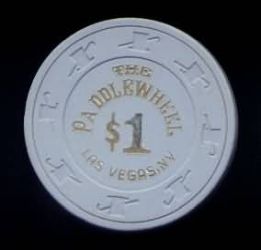 THE
PADDLEWHEEL
$1
LAS VEGAS, NV